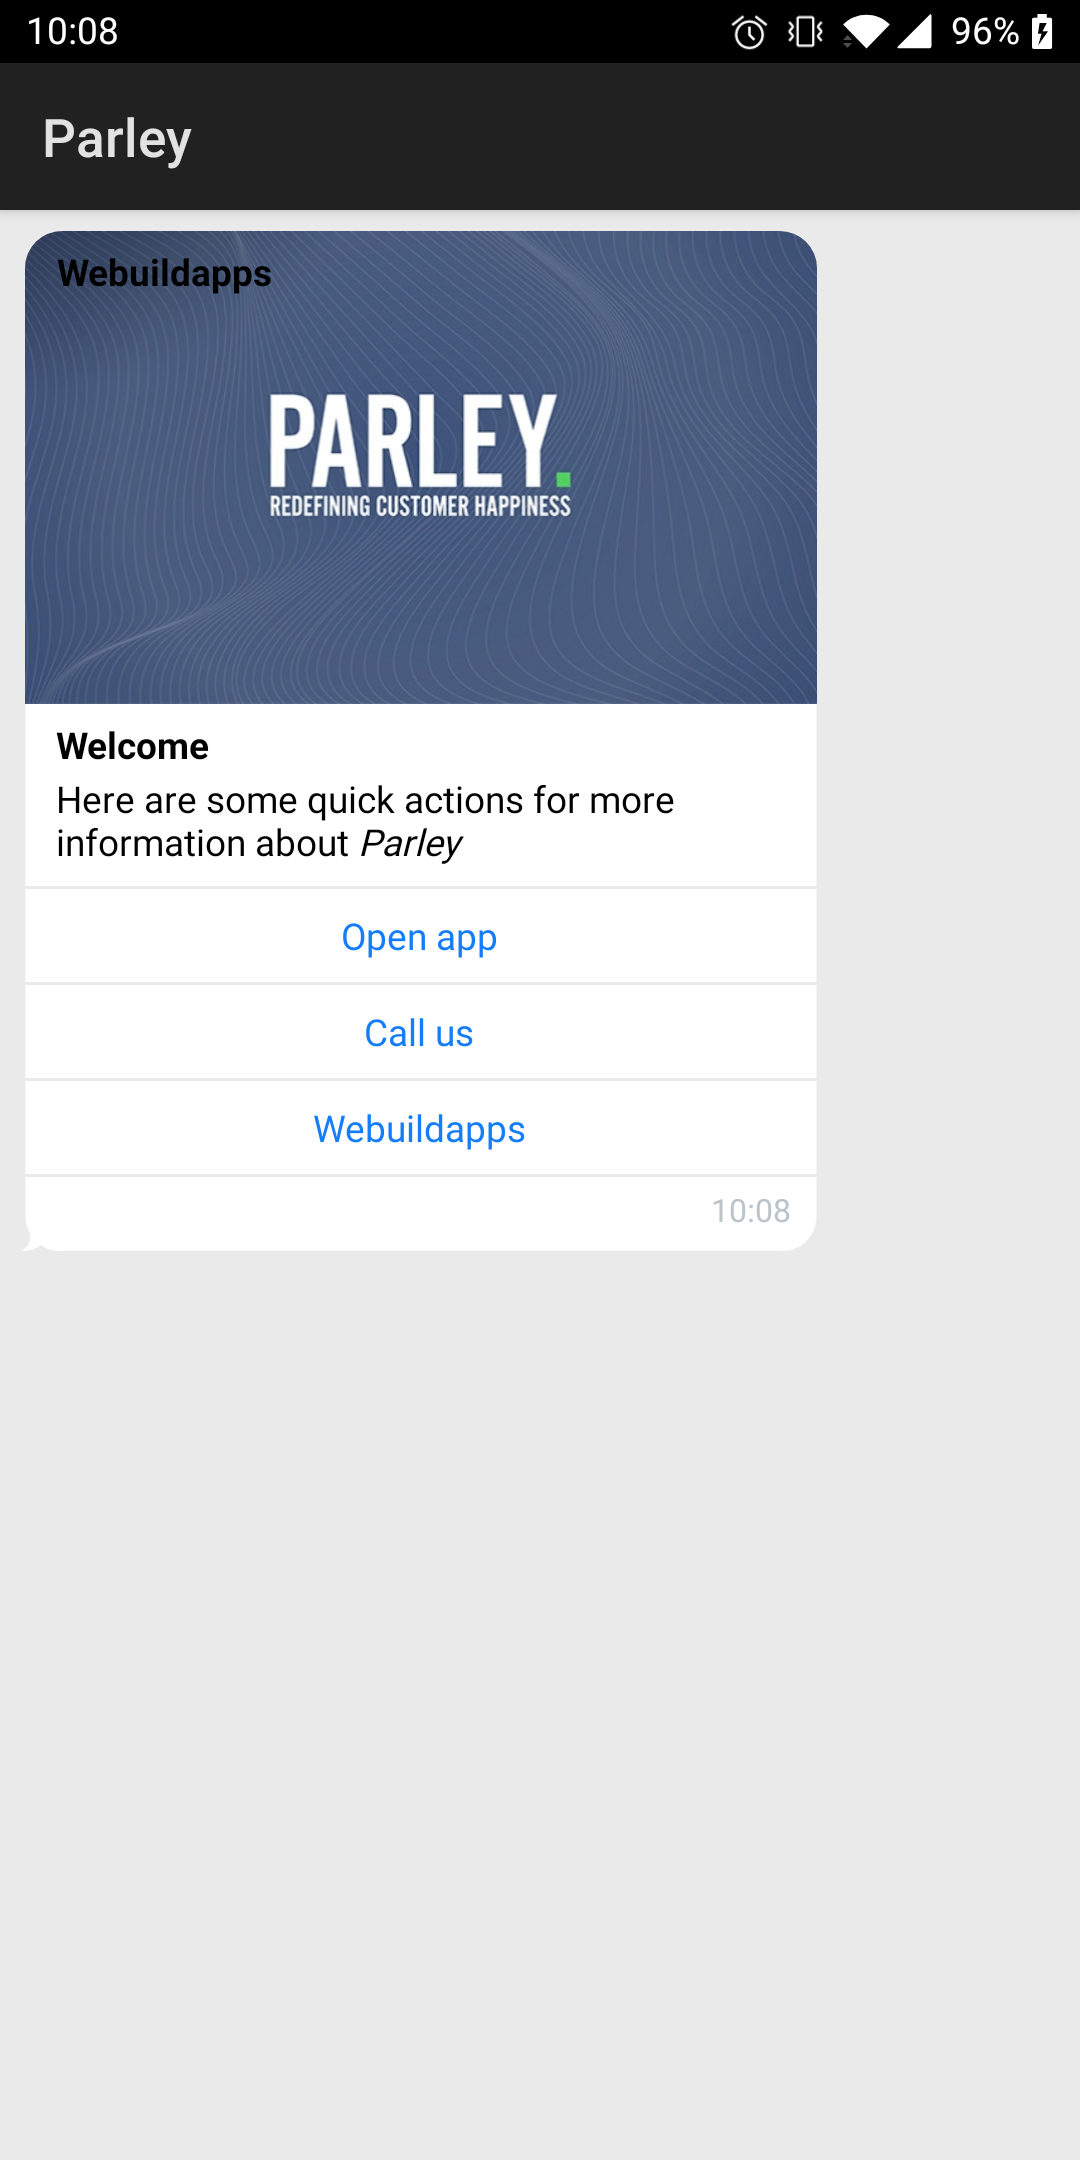 10:08 96%
Parley
Webuildapps
PARLEY.
REDEFINING CUSTOMER HAPPINESS
Welcome
Here are some quick actions for more
information about Parley
Open app
Call us
Webuildapps
10:08